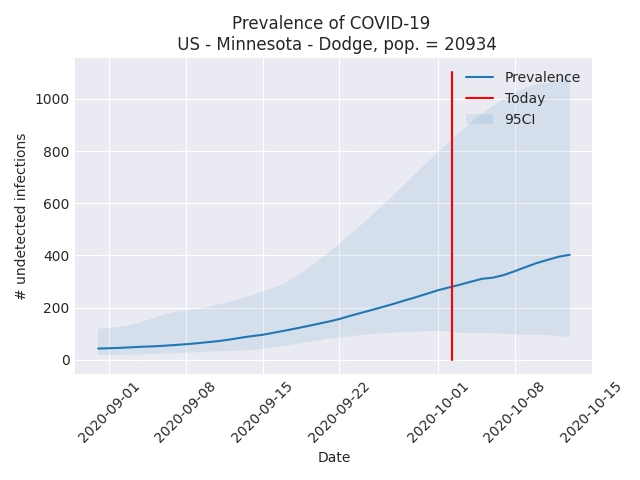 Prevalence of COVID-19
US - Minnesota - Dodge, pop. = 20934
Prevalence
Today
95CI
1000
800
600
400
200
0
# undetected infections
2020-09-01
2020-09-08
2020-09-15
2020-09-22
2020-10-01
2020-10-08
2020-10-15
Date